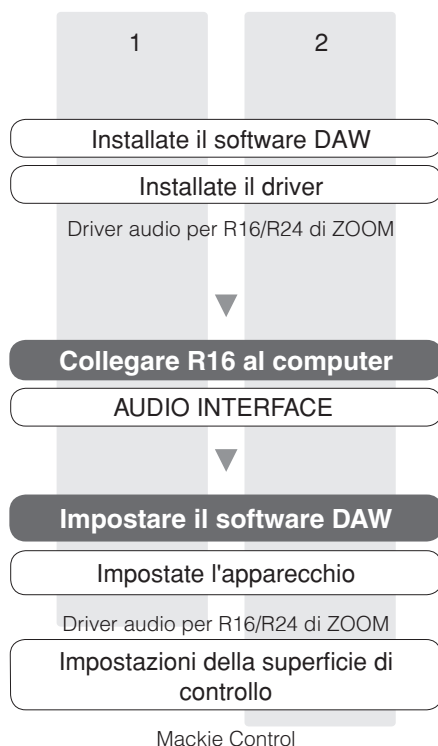 1 2
Installate il software DAW
Installate il driver
Driver audio per R16/R24 di ZOOM
Collegare R16 al computer
AUDIO INTERFACE
Impostare il software DAW
Impostate l'apparecchio
Driver audio per R16/R24 di ZOOM
Impostazioni della superficie di
controllo
Mackie Control